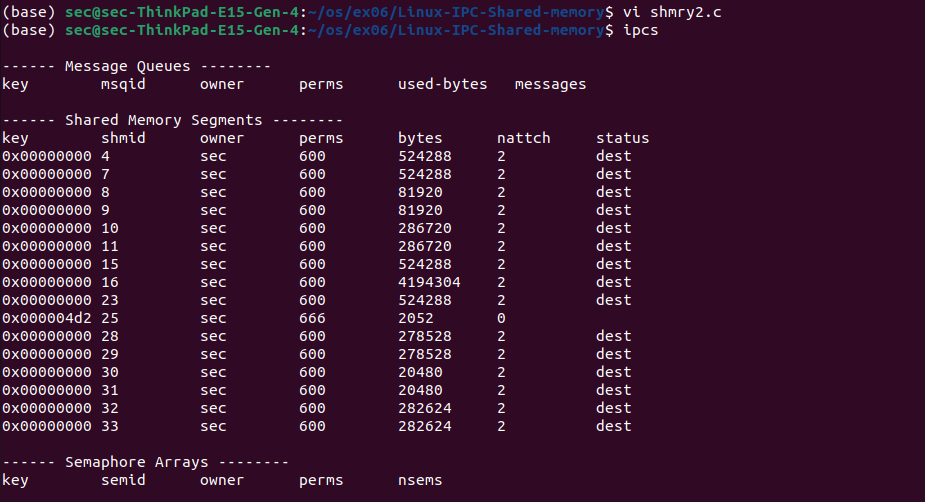 (base) sec@sec-ThinkPad-E15-Gen-4:~/os/ex06/Linux-IPC-Shared-memory$ vi shmry2.c
(base) sec@sec-ThinkPad-E15-Gen-4:~/os/ex06/Linux-IPC-Shared-memory$ ipcs
------ Message Queues --------
key        msqid      owner      perms      used-bytes   messages
------ Shared Memory Segments --------
key        shmid      owner      perms      bytes      nattch     status
0x00000000 4          sec        600        524288     2          dest
0x00000000 7          sec        600        524288     2          dest
0x00000000 8          sec        600        81920      2          dest
0x00000000 9          sec        600        81920      2          dest
0x00000000 10         sec        600        286720     2          dest
0x00000000 11         sec        600        286720     2          dest
0x00000000 15         sec        600        524288     2          dest
0x00000000 16         sec        600        4194304    2          dest
0x00000000 23         sec        600        524288     2          dest
0x000004d2 25         sec        666        2052       0
0x00000000 28         sec        600        278528     2          dest
0x00000000 29         sec        600        278528     2          dest
0x00000000 30         sec        600        20480      2          dest
0x00000000 31         sec        600        20480      2          dest
0x00000000 32         sec        600        282624     2          dest
0x00000000 33         sec        600        282624     2          dest
------ Semaphore Arrays --------
key        semid      owner      perms      nsems